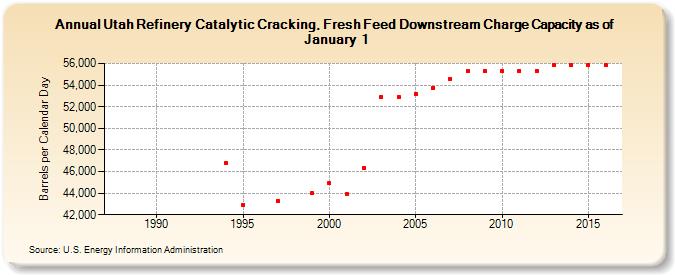 Annual Utah Refinery Catalytic Cracking, Fresh Feed Downstream Charge Capacity as of
January 1
Barrels per Calendar Day
56,000
54,000
52,000
50,000
48,000
46,000
44,000
42,000
1990 1995 2000 2005 2010 2015
Source: U.S. Energy Information Administration